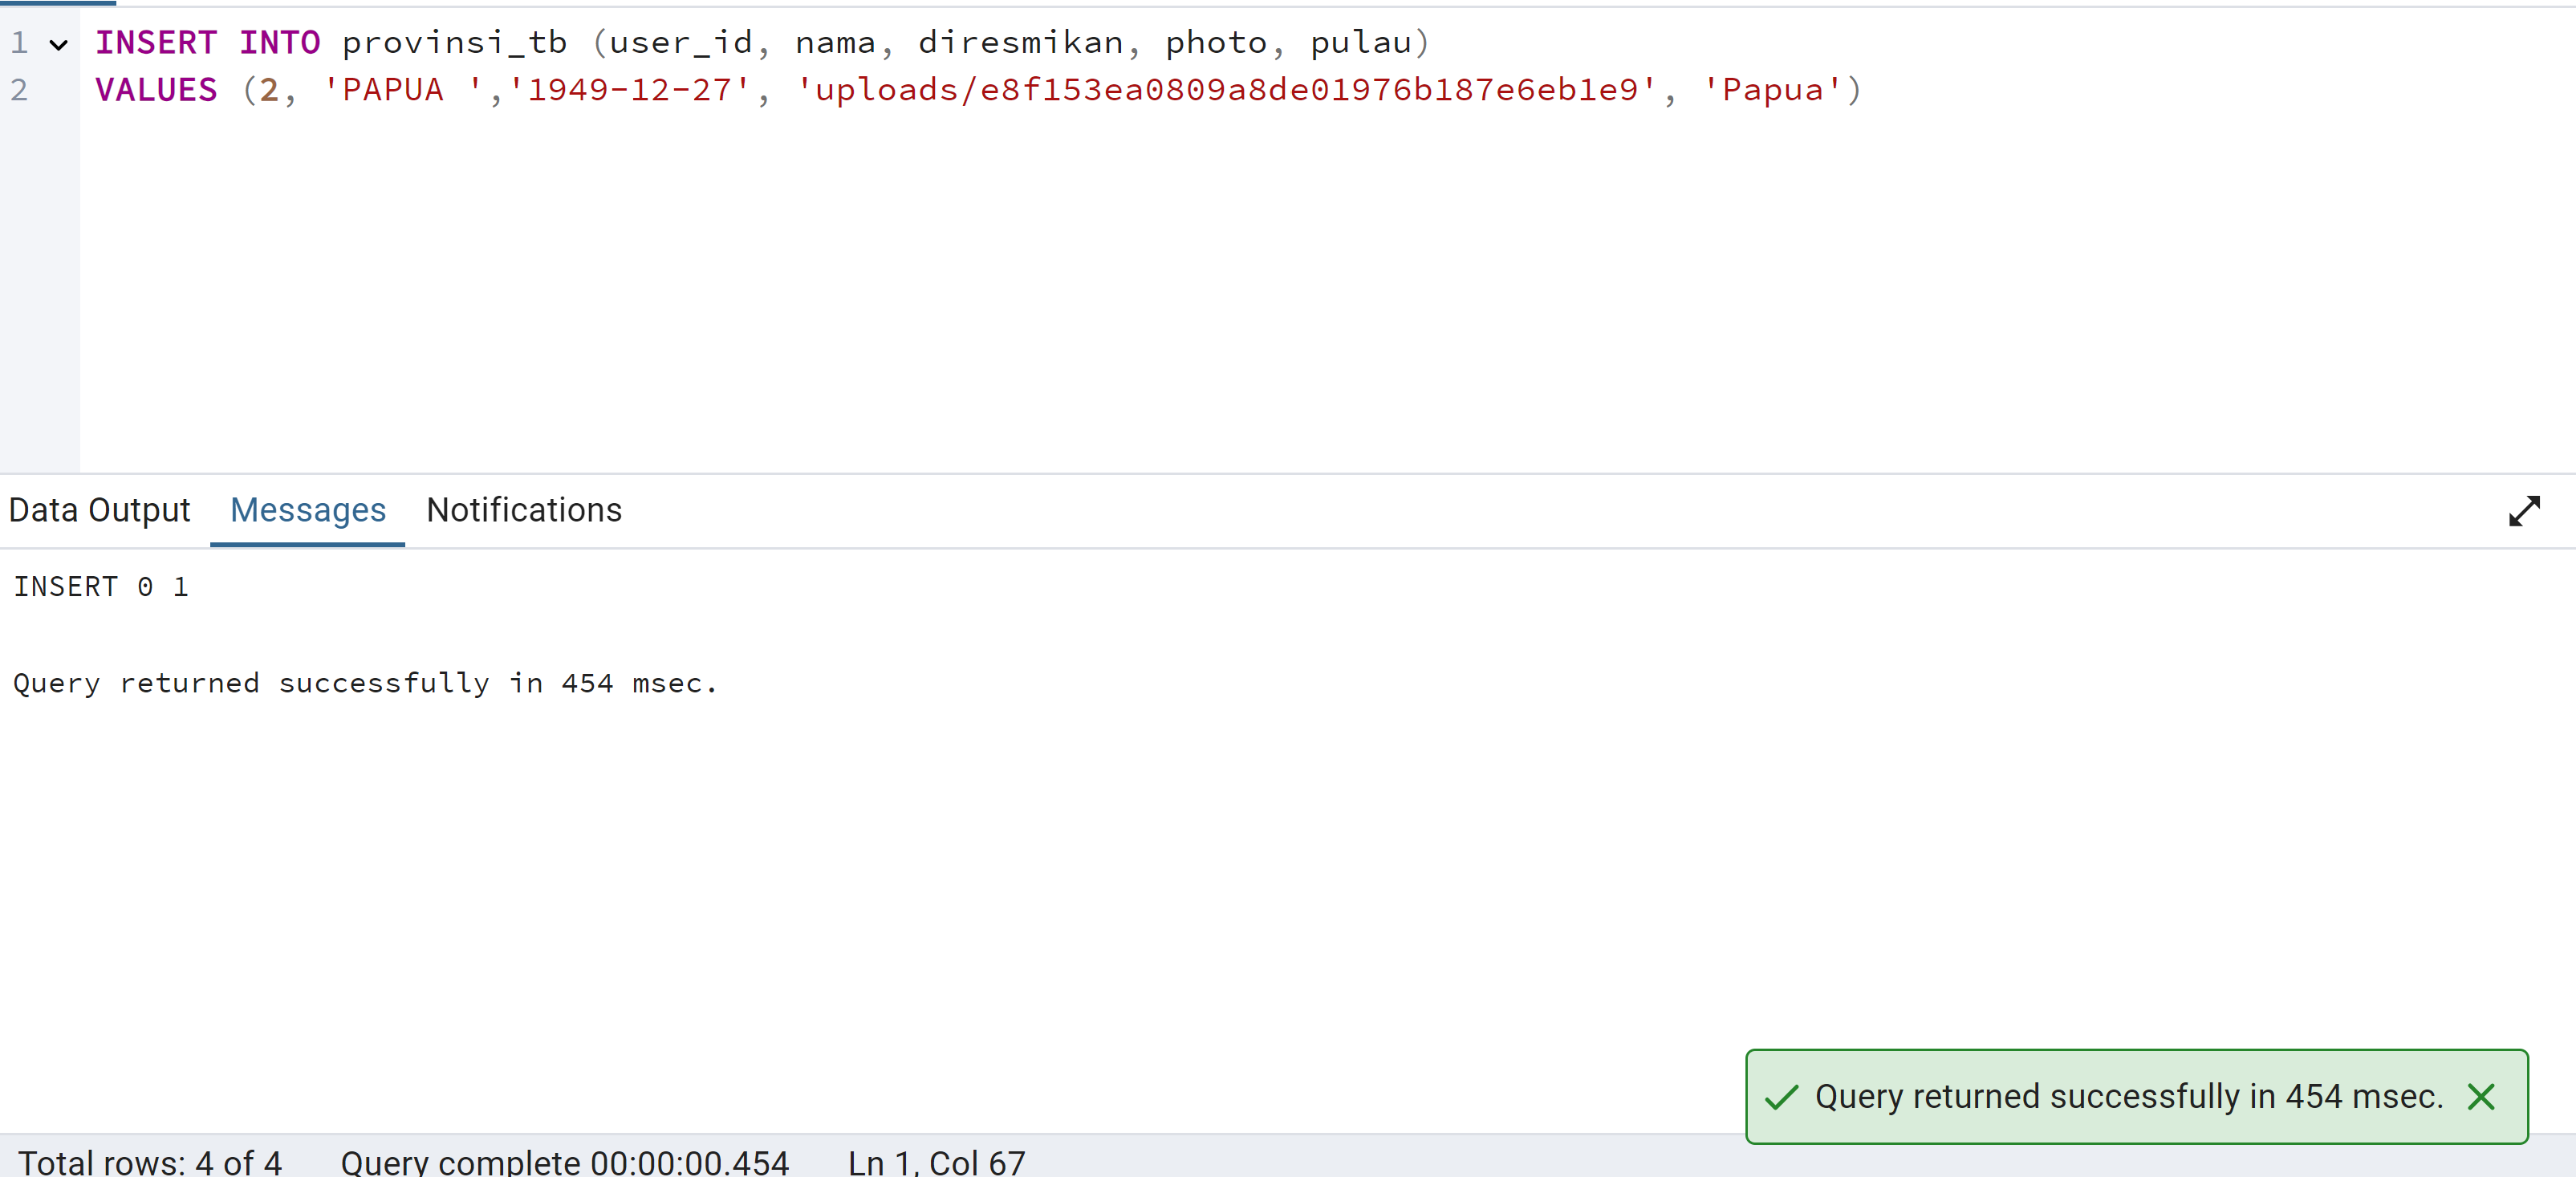 1 INSERT INTO provinsi_tb (user_id, nama, diresmikan, photo, pulau)
2 VALUES (2, 'PAPUA ','1949-12-27', 'uploads/e8f153ea0809a8de01976b187e6eb1e9', 'Papua')
Data Output Messages Notifications
INSERT 0 1
Query returned successfully in 454 msec.
Query returned successfully in 454 msec.
Total rows: 4 of 4 Query complete 00:00:00.454 Ln 1, Col 67